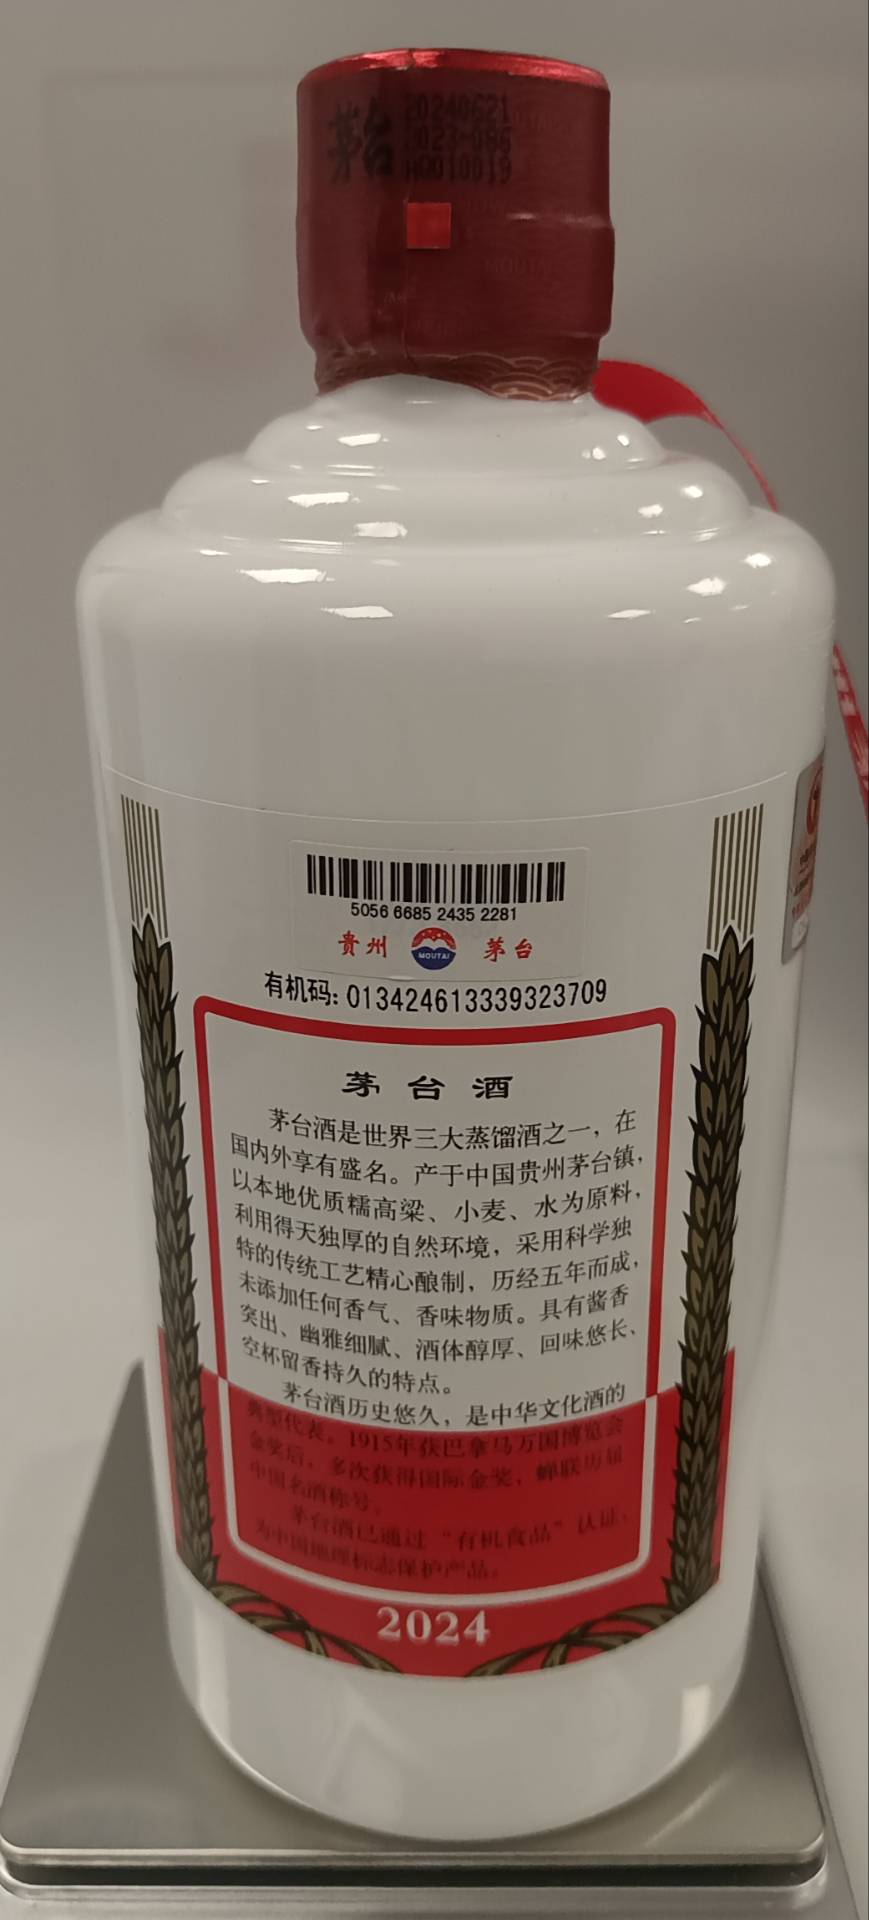 茅台
20240621
2023-086
010019
5056 6685 2435 2281
贵州 MOUTAI 茅台
有机码: 013424613339323709
茅台酒
茅台酒是世界三大蒸馏酒之一，在
国内外享有盛名。产于中国贵州茅台镇，
以本地优质糯高粱、小麦、水为原料，
利用得天独厚的自然环境，采用科学独
特的传统工艺精心酿制，历经五年而成，
未添加任何香气、香味物质。具有酱香
突出、幽雅细腻、酒体醇厚、回味悠长、
空杯留香持久的特点。
茅台酒历史悠久，是中华文化酒的
典型代表。1915年获巴拿马万国博览会
金奖后，多次获得国际金奖，蝉联历届
中国名酒称号。
茅台酒已通过“有机食品”认证，
为中国地理标志保护产品。
2024